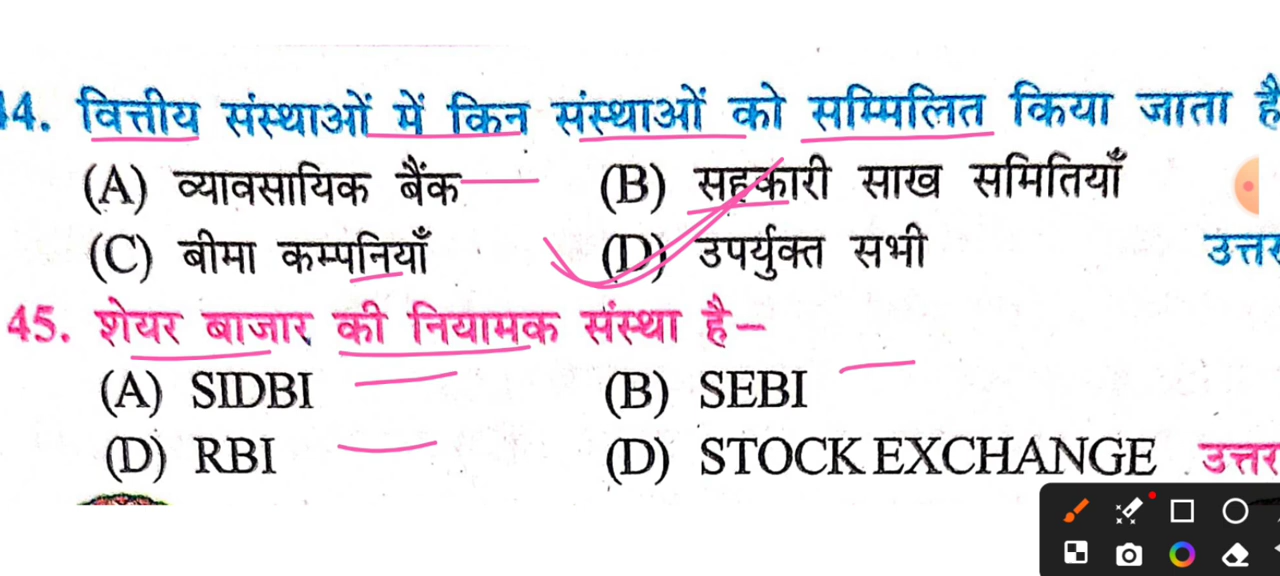 14. वित्तीय संस्थाओं में किन संस्थाओं को सम्मिलित किया जाता है
(A) व्यावसायिक बैंक (B) सहकारी साख समितियाँ
(C) बीमा कम्पनियाँ (D) उपर्युक्त सभी उत्तर
45. शेयर बाजार की नियामक संस्था है–
(A) SIDBI (B) SEBI
(D) RBI (D) STOCK EXCHANGE उत्तर